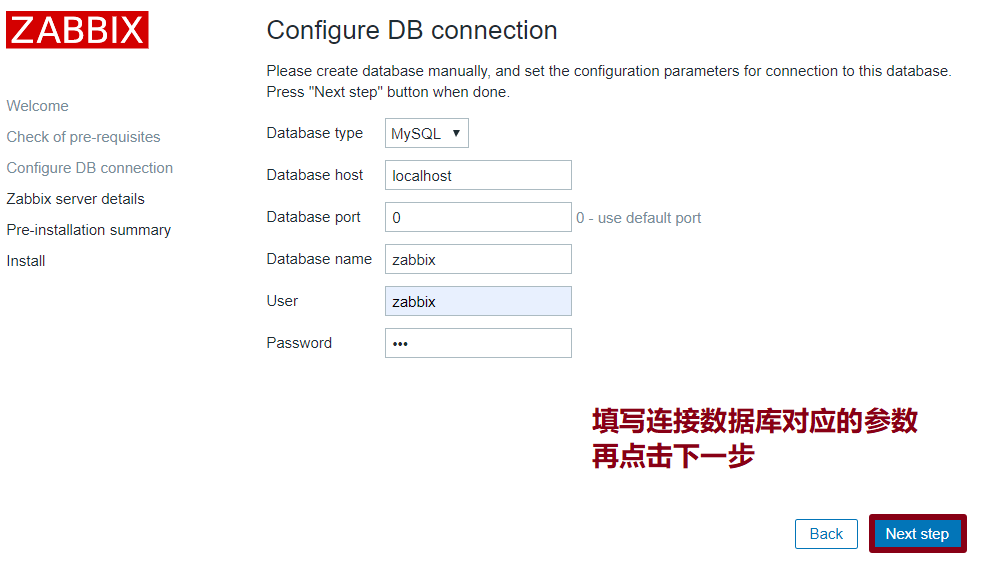 ZABBIX
Welcome
Check of pre-requisites
Configure DB connection
Zabbix server details
Pre-installation summary
Install
Configure DB connection
Please create database manually, and set the configuration parameters for connection to this database.
Press "Next step" button when done.
Database type MySQL ▼
Database host localhost
Database port 0 0 - use default port
Database name zabbix
User zabbix
Password •••
填写连接数据库对应的参数
再点击下一步
Back Next step